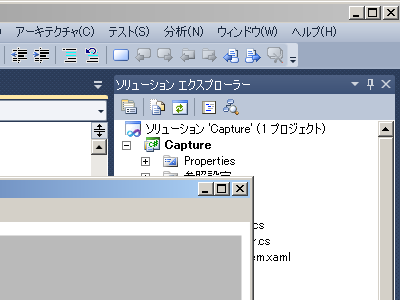 アーキテクチャ(C) テスト(S) 分析(N) ウィンドウ(W) ヘルプ(H)
ソリューション エクスプローラー
ソリューション 'Capture' (1 プロジェクト)
Capture
Properties
参照設定
.cs
r.cs
em.xaml